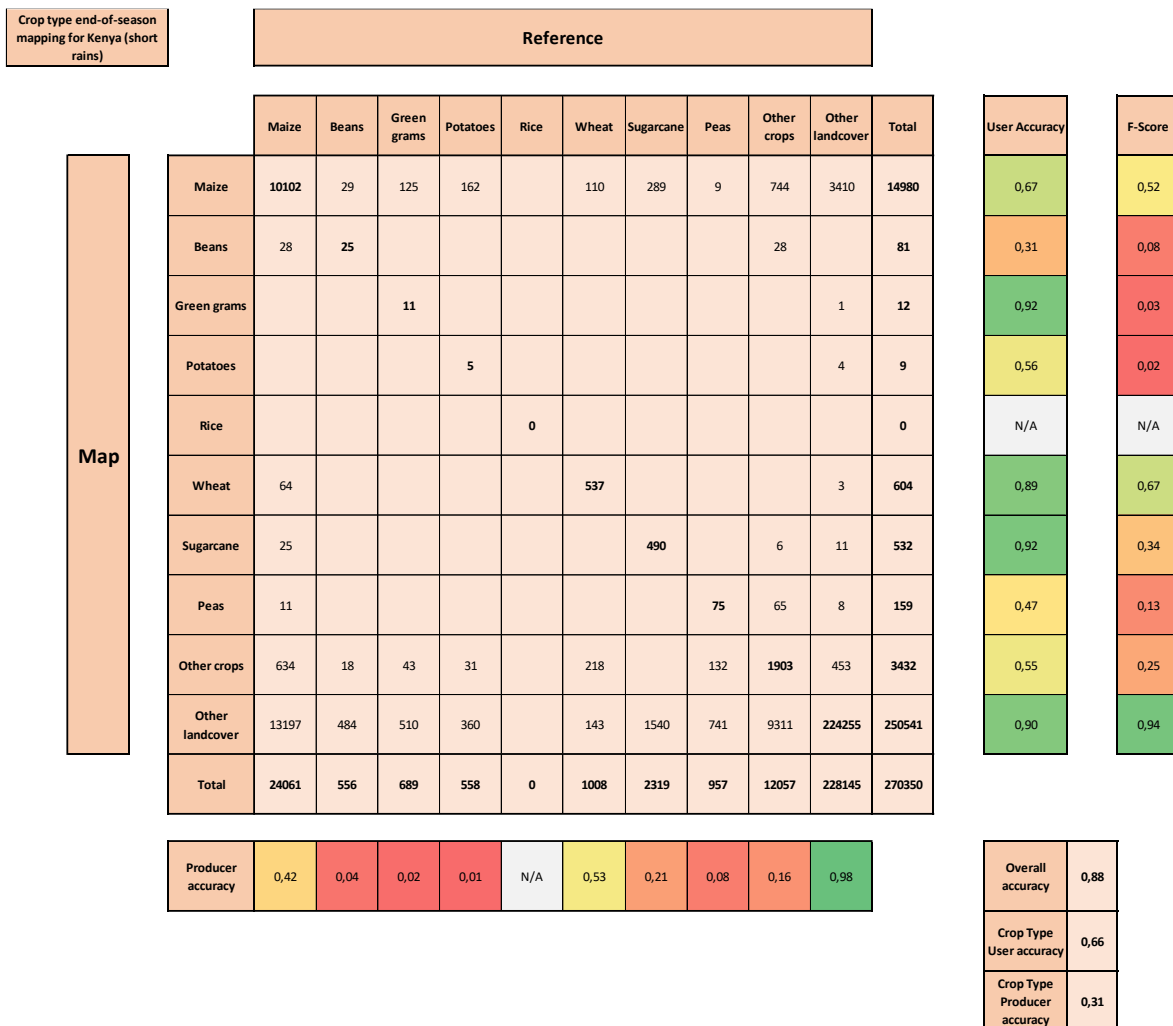 Crop type end-of-season
mapping for Kenya (short
rains)
Reference
Maize Beans Green grams Potatoes Rice Wheat Sugarcane Peas Other crops Other landcover Total User Accuracy F-Score
Map
Maize 10102 29 125 162 110 289 9 744 3410 14980 0,67 0,52
Beans 28 25 28 81 0,31 0,08
Green grams 11 1 12 0,92 0,03
Potatoes 5 4 9 0,56 0,02
Rice 0 0 N/A N/A
Wheat 64 537 3 604 0,89 0,67
Sugarcane 25 490 6 11 532 0,92 0,34
Peas 11 75 65 8 159 0,47 0,13
Other crops 634 18 43 31 218 132 1903 453 3432 0,55 0,25
Other landcover 13197 484 510 360 143 1540 741 9311 224255 250541 0,90 0,94
Total 24061 556 689 558 0 1008 2319 957 12057 228145 270350
Producer accuracy 0,42 0,04 0,02 0,01 N/A 0,53 0,21 0,08 0,16 0,98
Overall accuracy 0,88
Crop Type User accuracy 0,66
Crop Type Producer accuracy 0,31